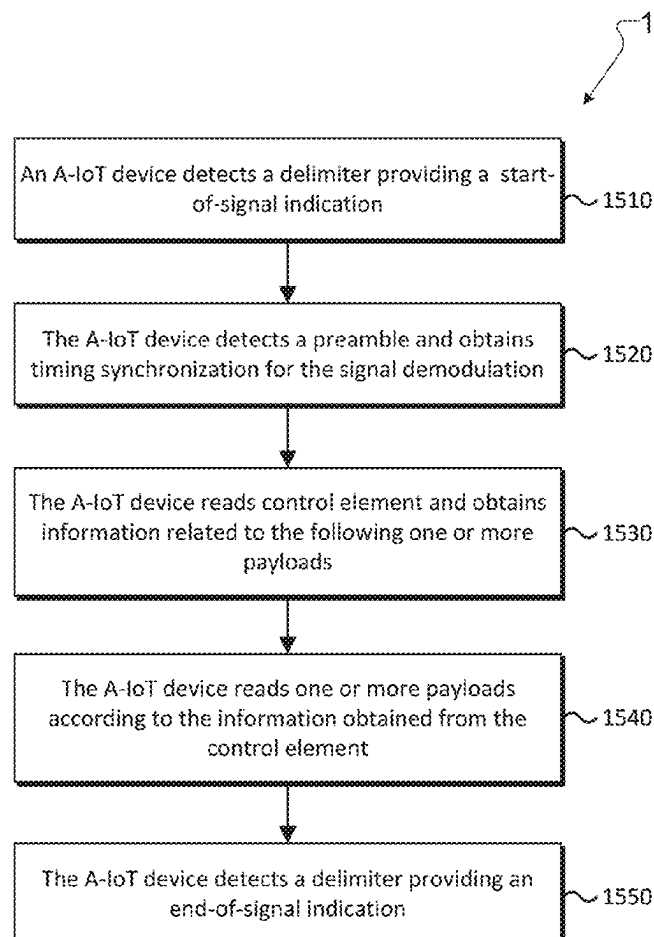 1
An A-IoT device detects a delimiter providing a start-
of-signal indication
1510
The A-IoT device detects a preamble and obtains
timing synchronization for the signal demodulation
1520
The A-IoT device reads control element and obtains
information related to the following one or more
payloads
1530
The A-IoT device reads one or more payloads
according to the information obtained from the
control element
1540
The A-IoT device detects a delimiter providing an
end-of-signal indication
1550